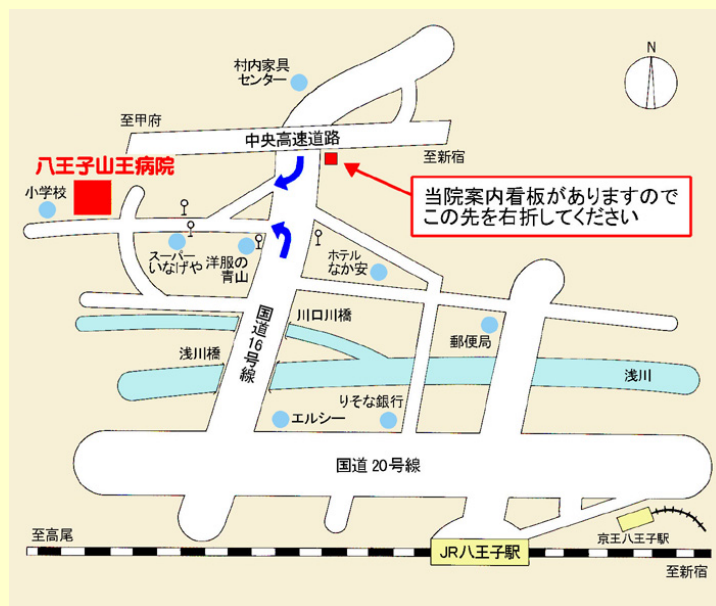 村内家具
センター
N
至甲府
中央高速道路
至新宿
八王子山王病院
小学校
当院案内看板がありますので
この先を右折してください
スーパー
いなげや
洋服の
青山
ホテル
なか安
国道16号線
川口川橋
浅川橋
郵便局
浅川
りそな銀行
エルシー
国道20号線
至高尾
JR八王子駅
京王八王子駅
至新宿